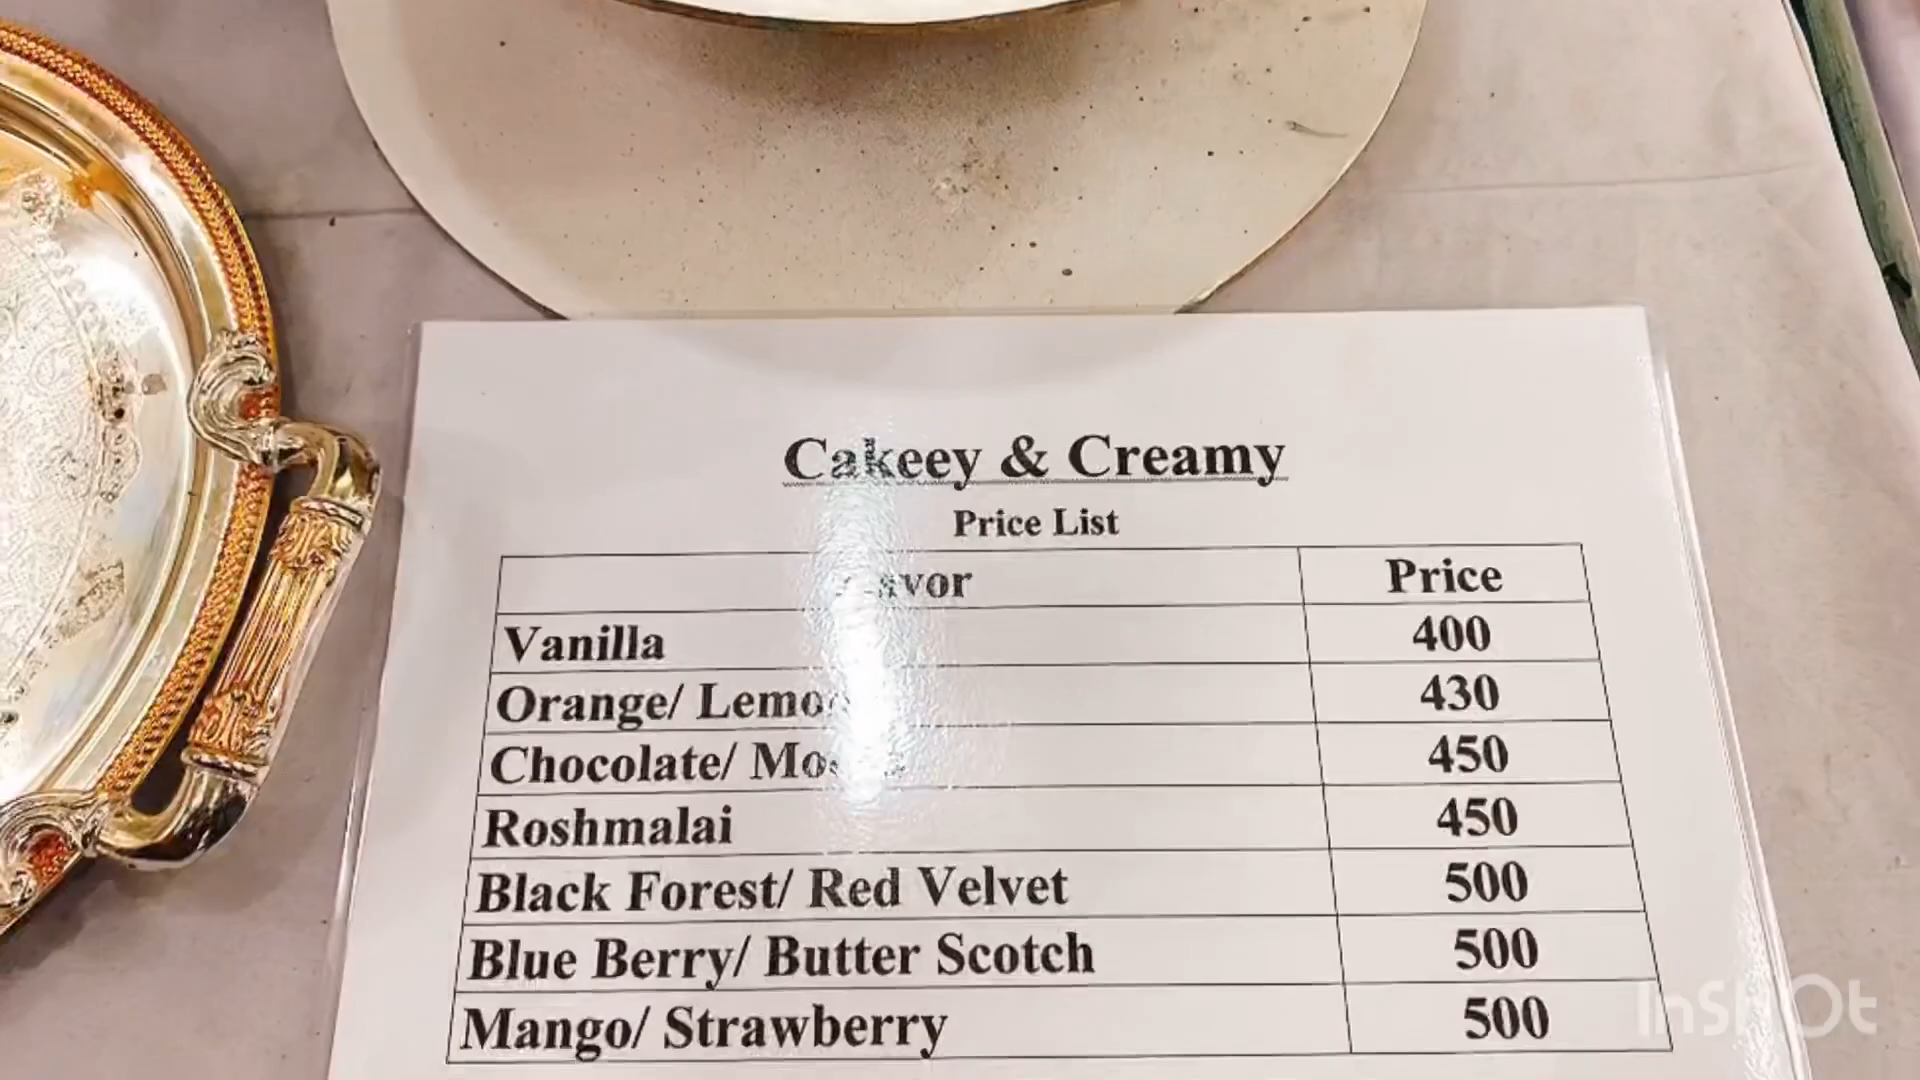 Cakeey & Creamy
Price List
Price
Vanilla 400
Orange/ 430
Chocolate/ 450
Roshmalai 450
Black Forest/ Red Velvet 500
Blue Berry/ Butter Scotch 500
Mango/ Strawberry 500
InShOt